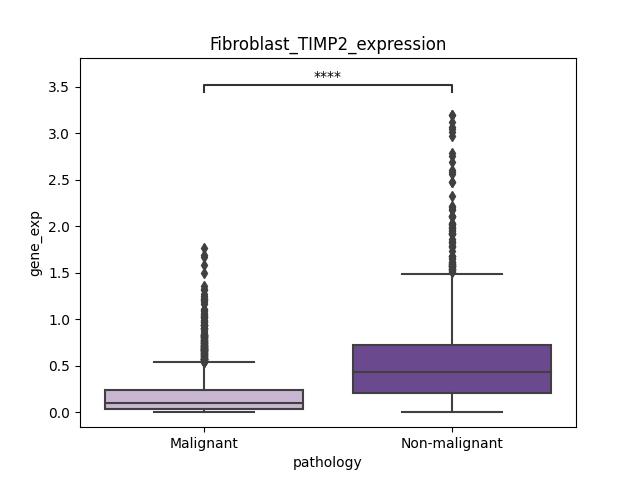 Fibroblast_TIMP2_expression
****
gene_exp
3.5
3.0
2.5
2.0
1.5
1.0
0.5
0.0
Malignant
Non-malignant
pathology